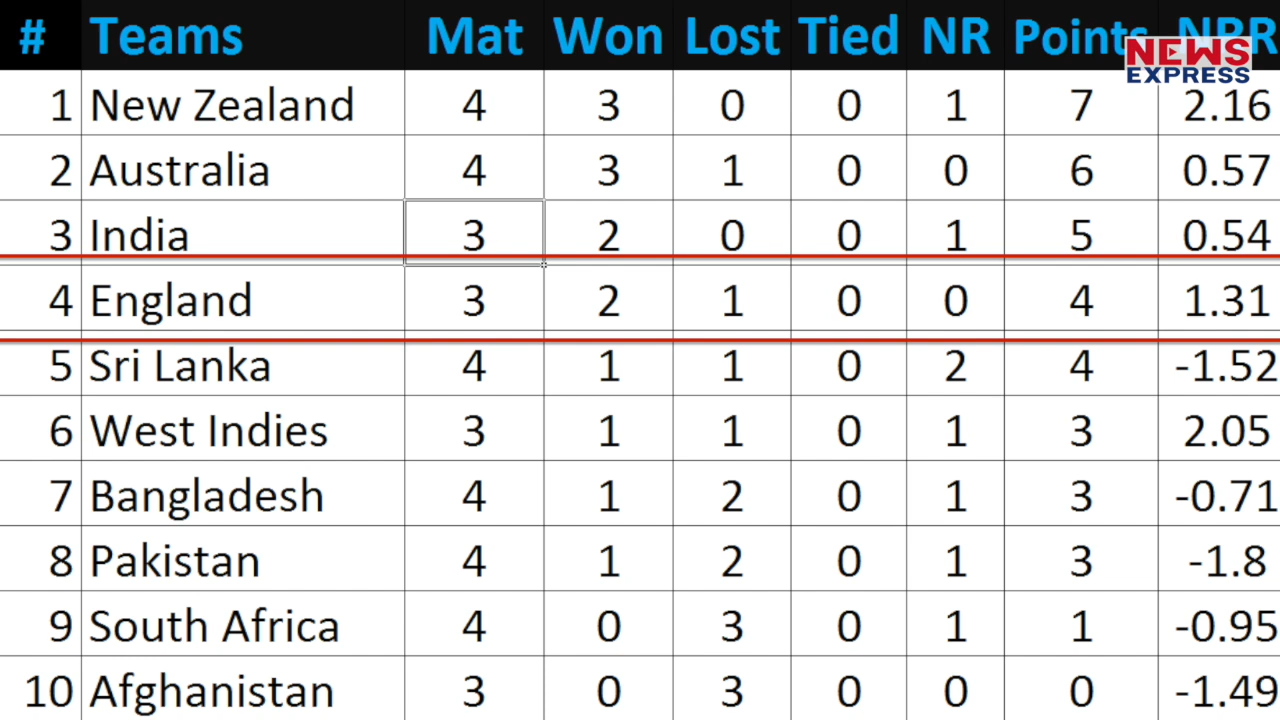 # Teams Mat Won Lost Tied NR Points NRR
NEWS
EXPRESS
1 New Zealand 4 3 0 0 1 7 2.16
2 Australia 4 3 1 0 0 6 0.57
3 India 3 2 0 0 1 5 0.54
4 England 3 2 1 0 0 4 1.31
5 Sri Lanka 4 1 1 0 2 4 -1.52
6 West Indies 3 1 1 0 1 3 2.05
7 Bangladesh 4 1 2 0 1 3 -0.71
8 Pakistan 4 1 2 0 1 3 -1.8
9 South Africa 4 0 3 0 1 1 -0.95
10 Afghanistan 3 0 3 0 0 0 -1.49